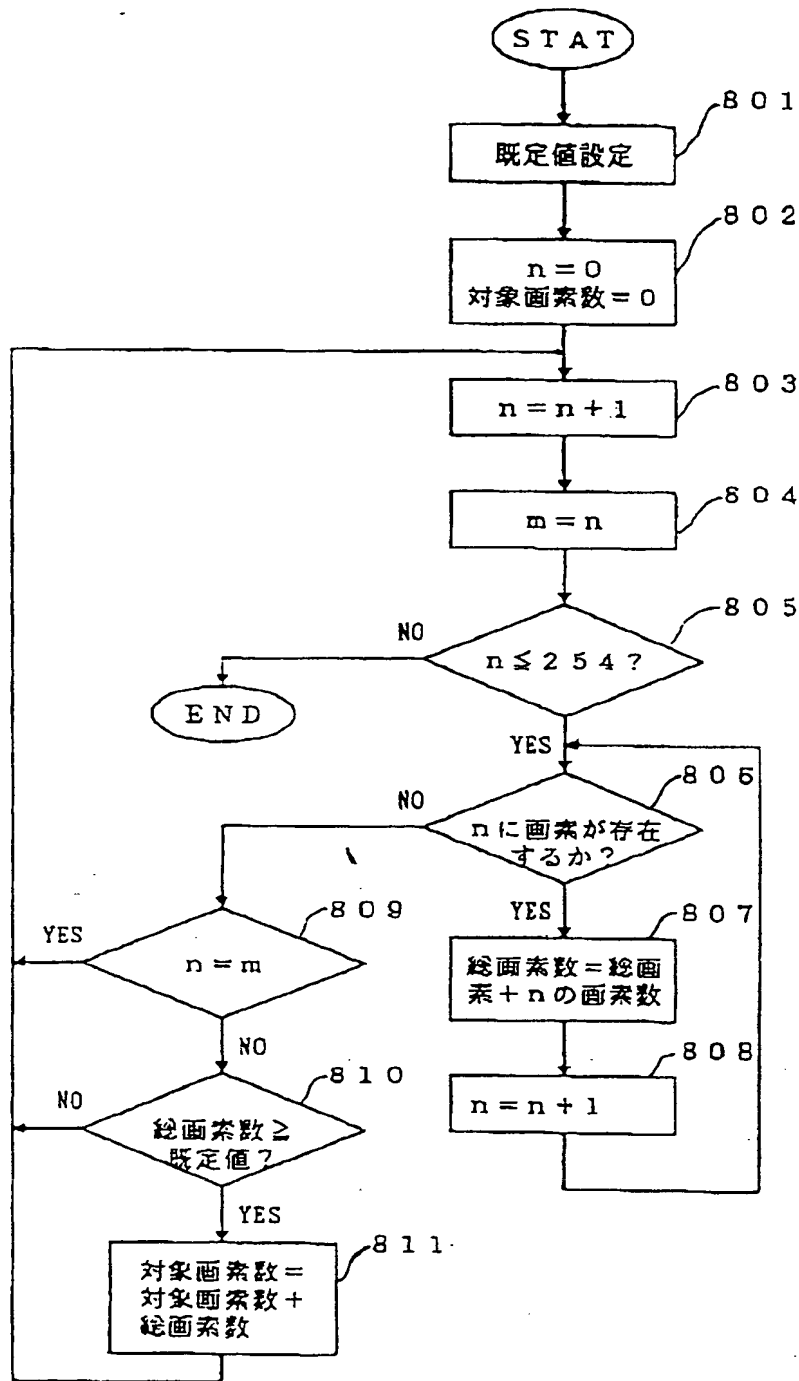 STAT
801
既定値設定
802
n=0
対象画素数=0
803
n=n+1
804
m=n
805
NO
n≦254?
END
YES
806
NO
nに画素が存在
するか?
YES
807
809
YES
n=m
総画素数=総画
素+nの画素数
NO
808
810
n=n+1
NO
総画素数≧
既定値?
YES
811
対象画素数=
対象画素数+
総画素数